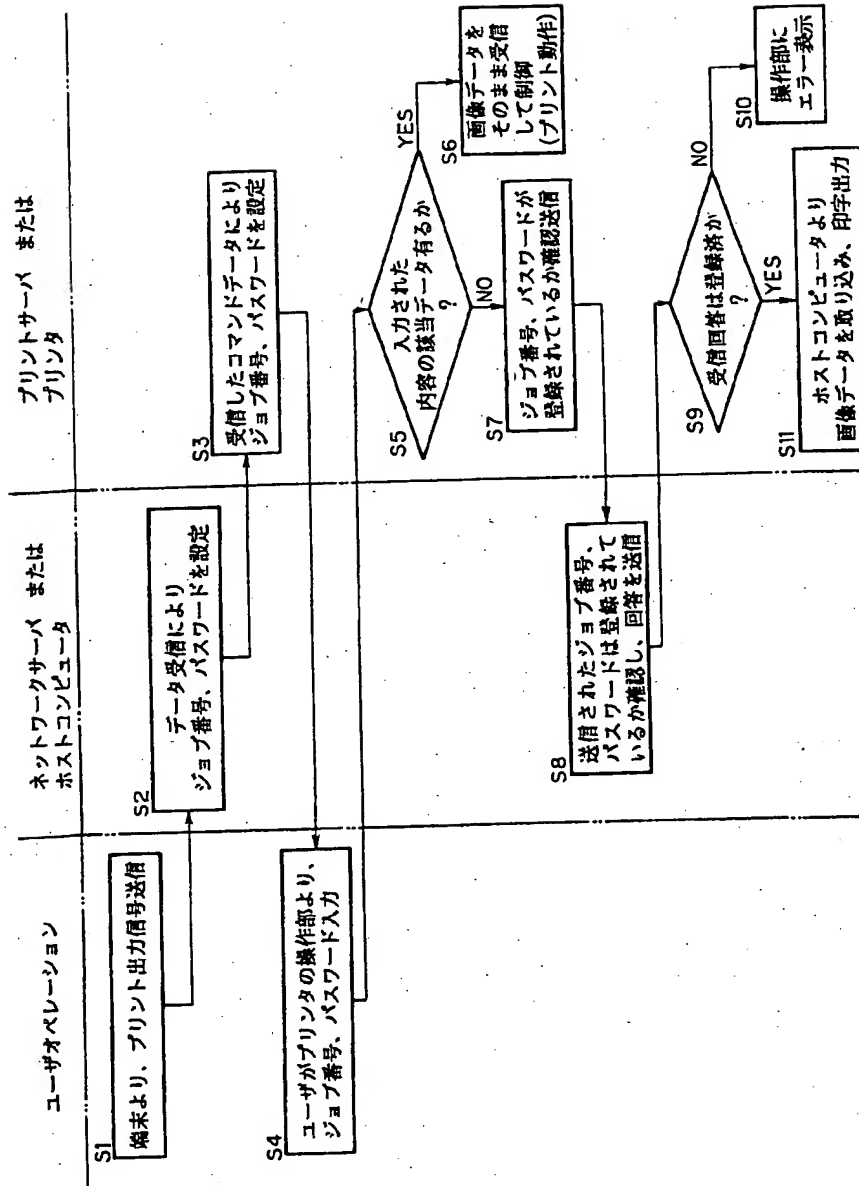 ユーザオペレーション
ネットワークサーバ または
ホストコンピュータ
プリントサーバ または
プリンタ
S1
端末より、プリント出力信号送信
S2
データ受信により
ジョブ番号、パスワードを設定
S3
受信したコマンドデータにより
ジョブ番号、パスワードを設定
S4
ユーザがプリンタの操作部より、
ジョブ番号、パスワード入力
S5
入力された
内容の該当データ有るか
?
YES
NO
S6
画像データを
そのまま受信
して制御
(プリント動作)
S7
ジョブ番号、パスワードが
登録されているか確認送信
S8
送信されたジョブ番号、
パスワードは登録されて
いるか確認し、回答を送信
S9
受信回答は登録済か
?
NO
YES
S10
操作部に
エラー表示
S11
ホストコンピュータより
画像データを取り込み、印字出力